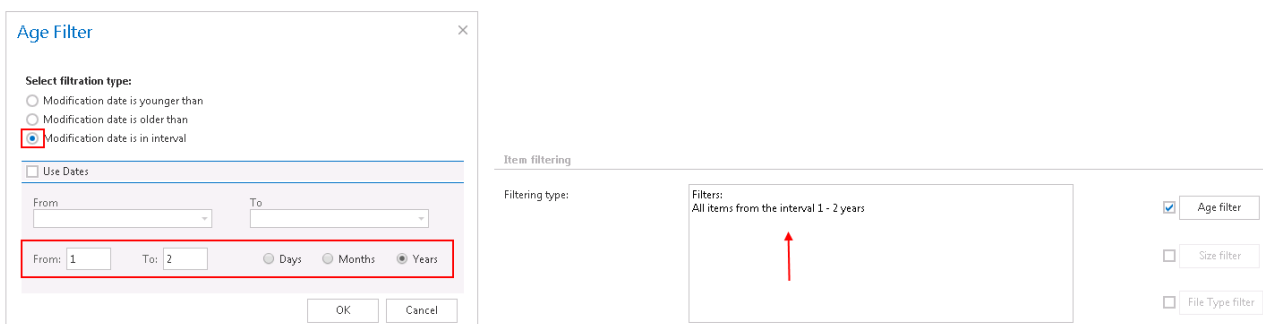 Age Filter
Select filtration type:
Modification date is younger than
Modification date is older than
Modification date is in interval
Use Dates
From To
From: 1 To: 2 Days Months Years
OK Cancel
Item filtering
Filtering type:
Filters:
All items from the interval 1 - 2 years
Age filter
Size filter
File Type filter